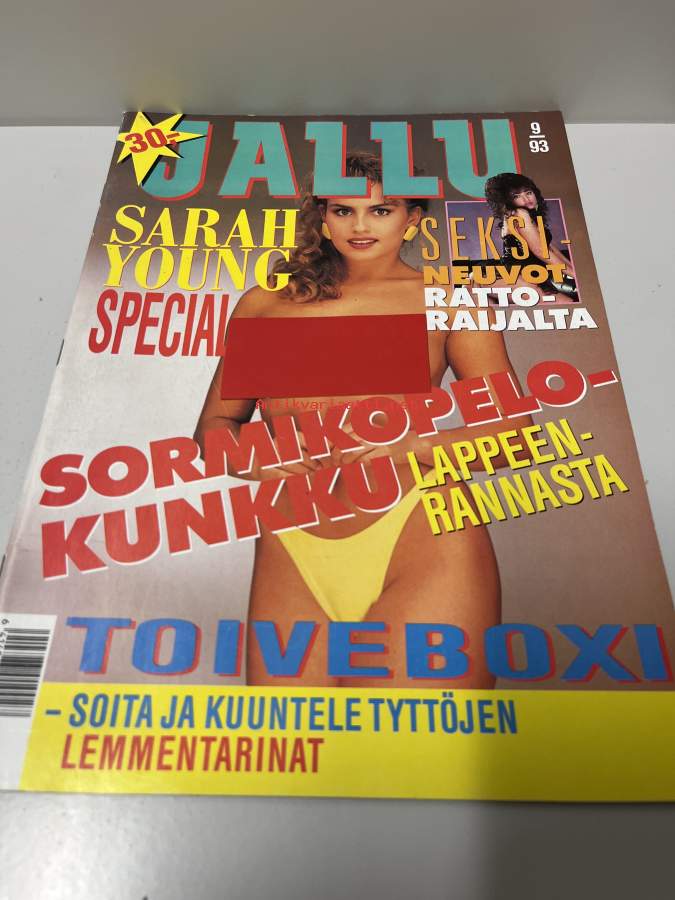 30,-
JALLU
9
93
SARAH
YOUNG
SPECIAL
SEKSI-
NEUVOT
RATTO-
RAIJALTA
SORMIKOPELO-
KUNKKU
LAPPEEN-
RANNASTA
TOIVEBOXI
- SOITA JA KUUNTELE TYTTÖJEN
LEMMENTARINAT